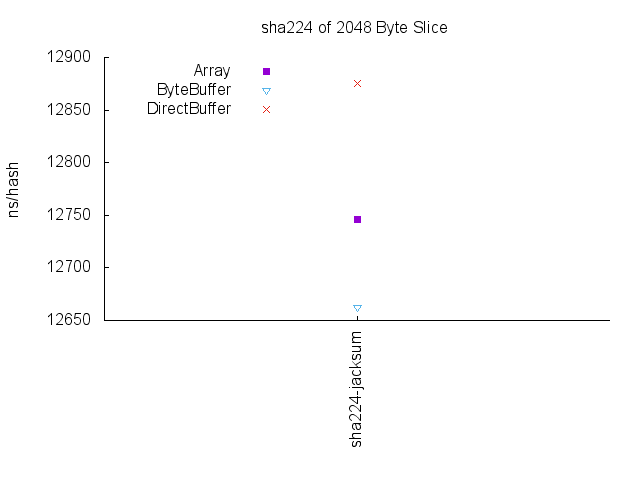 sha224 of 2048 Byte Slice
12900
Array
ByteBuffer
DirectBuffer
12850
12800
12750
12700
12650
ns/hash
sha224-jacksum